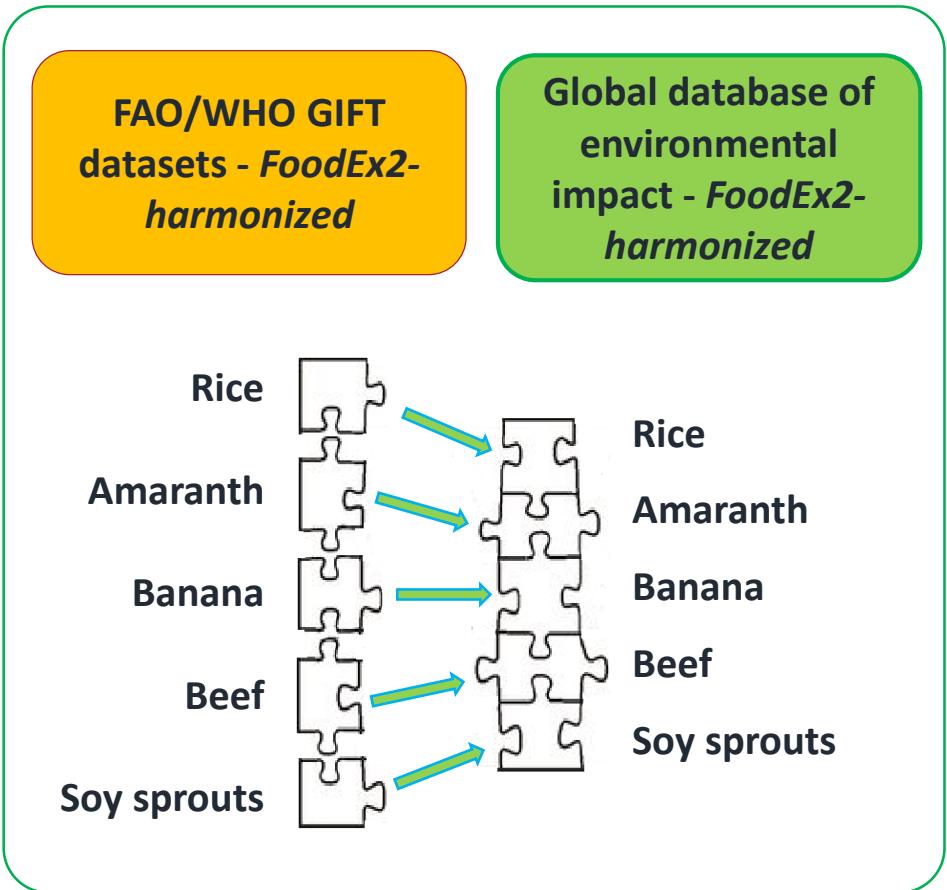 FAO/WHO GIFT
datasets - FoodEx2-
harmonized
Global database of
environmental
impact - FoodEx2-
harmonized
Rice
Amaranth
Banana
Beef
Soy sprouts
Rice
Amaranth
Banana
Beef
Soy sprouts